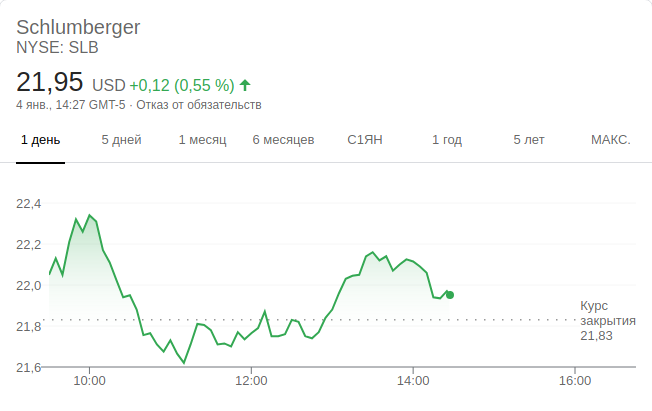 Schlumberger
NYSE: SLB
21,95 USD +0,12 (0,55 %)
4 янв., 14:27 GMT-5 · Отказ от обязательств
1 день 5 дней 1 месяц 6 месяцев С1ЯН 1 год 5 лет МАКС.
22,4
22,2
22,0
21,8
21,6
Курс
закрытия
21,83
10:00 12:00 14:00 16:00